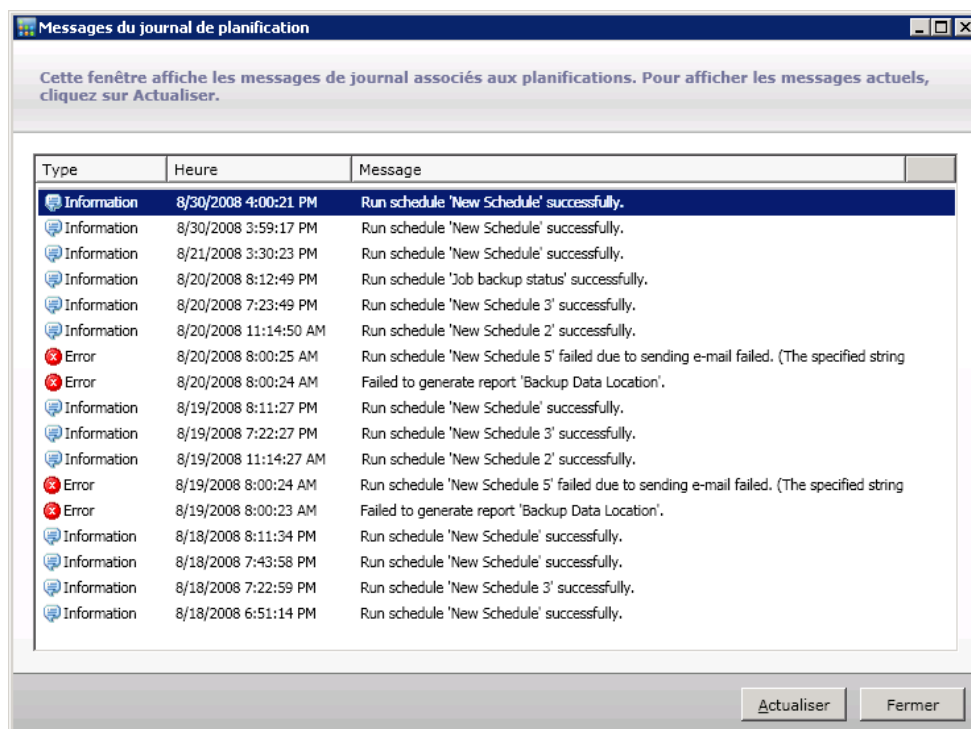 Messages du journal de planification
Cette fenêtre affiche les messages de journal associés aux planifications. Pour afficher les messages actuels,
cliquez sur Actualiser.
Type Heure Message
Information 8/30/2008 4:00:21 PM Run schedule 'New Schedule' successfully.
Information 8/30/2008 3:59:17 PM Run schedule 'New Schedule' successfully.
Information 8/21/2008 3:30:23 PM Run schedule 'New Schedule' successfully.
Information 8/20/2008 8:12:49 PM Run schedule 'Job backup status' successfully.
Information 8/20/2008 7:23:49 PM Run schedule 'New Schedule 3' successfully.
Information 8/20/2008 11:14:50 AM Run schedule 'New Schedule 2' successfully.
Error 8/20/2008 8:00:25 AM Run schedule 'New Schedule 5' failed due to sending e-mail failed. (The specified string
Error 8/20/2008 8:00:24 AM Failed to generate report 'Backup Data Location'.
Information 8/19/2008 8:11:27 PM Run schedule 'New Schedule' successfully.
Information 8/19/2008 7:22:27 PM Run schedule 'New Schedule 3' successfully.
Information 8/19/2008 11:14:27 AM Run schedule 'New Schedule 2' successfully.
Error 8/19/2008 8:00:24 AM Run schedule 'New Schedule 5' failed due to sending e-mail failed. (The specified string
Error 8/19/2008 8:00:23 AM Failed to generate report 'Backup Data Location'.
Information 8/18/2008 8:11:34 PM Run schedule 'New Schedule' successfully.
Information 8/18/2008 7:43:58 PM Run schedule 'New Schedule' successfully.
Information 8/18/2008 7:22:59 PM Run schedule 'New Schedule 3' successfully.
Information 8/18/2008 6:51:14 PM Run schedule 'New Schedule' successfully.
Actualiser Fermer